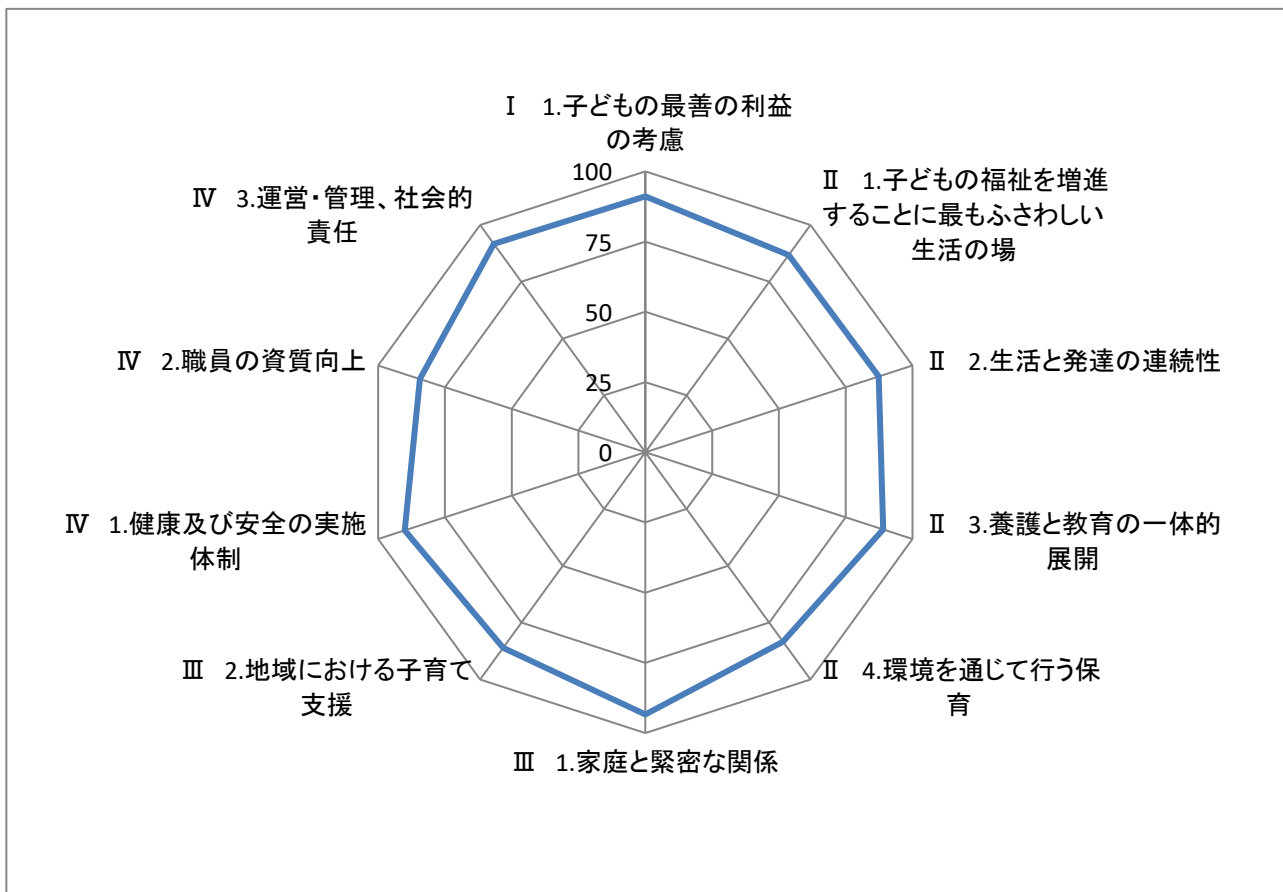 Ⅰ　1.子どもの最善の利益
の考慮
Ⅱ　1.子どもの福祉を増進
することに最もふさわしい
生活の場
Ⅱ　2.生活と発達の連続性
Ⅱ　3.養護と教育の一体的
展開
Ⅱ　4.環境を通じて行う保
育
Ⅲ　1.家庭と緊密な関係
Ⅲ　2.地域における子育て
支援
Ⅳ　1.健康及び安全の実施
体制
Ⅳ　2.職員の資質向上
Ⅳ　3.運営・管理、社会的
責任
100
75
50
25
0